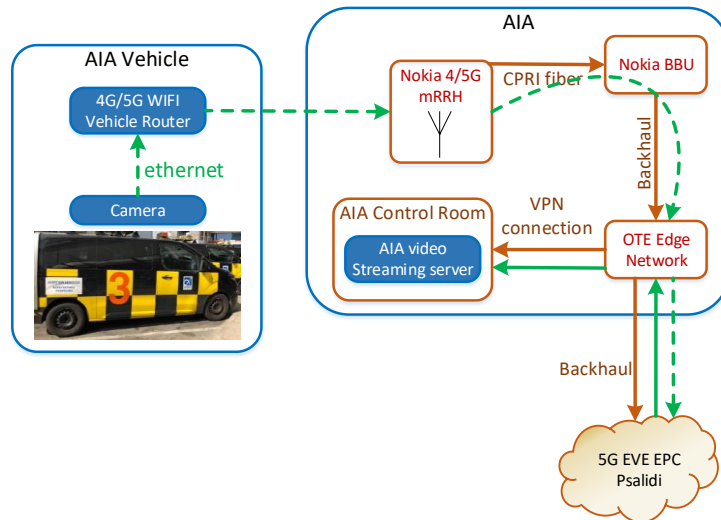 AIA Vehicle
4G/5G WIFI
Vehicle Router
ethernet
Camera
3
AIA
Nokia 4/5G
mRRH
CPRI fiber
Nokia BBU
Backhaul
AIA Control Room
AIA video
Streaming server
VPN
connection
OTE Edge
Network
Backhaul
5G EVE EPC
Psalidi